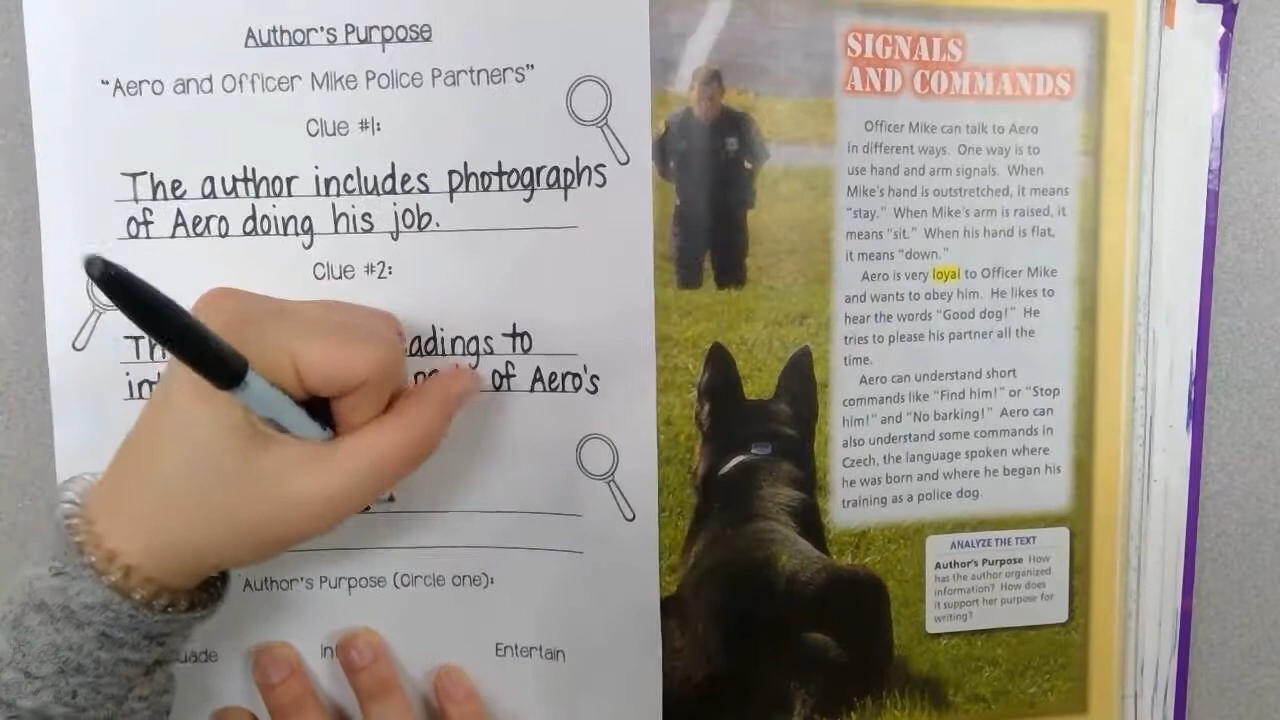 Author's Purpose
"Aero and Officer Mike Police Partners"
Clue #1:
The author includes photographs
of Aero doing his job.
Clue #2:
to
of Aero's
Author's Purpose (Circle one):
Entertain
SIGNALS
AND COMMANDS
Officer Mike can talk to Aero
in different ways. One way is to
use hand and arm signals. When
Mike's hand is outstretched, it means
"stay." When Mike's arm is raised, it
means "sit." When his hand is flat,
it means "down."
Aero is very loyal to Officer Mike
and wants to obey him. He likes to
hear the words "Good dog!" He
tries to please his partner all the
time.
Aero can understand short
commands like "Find him!" or "Stop
him!" and "No barking!" Aero can
also understand some commands in
Czech, the language spoken where
he was born and where he began his
training as a police dog.
ANALYZE THE TEXT
Author's Purpose How
has the author organized
information? How does
it support her purpose for
writing?